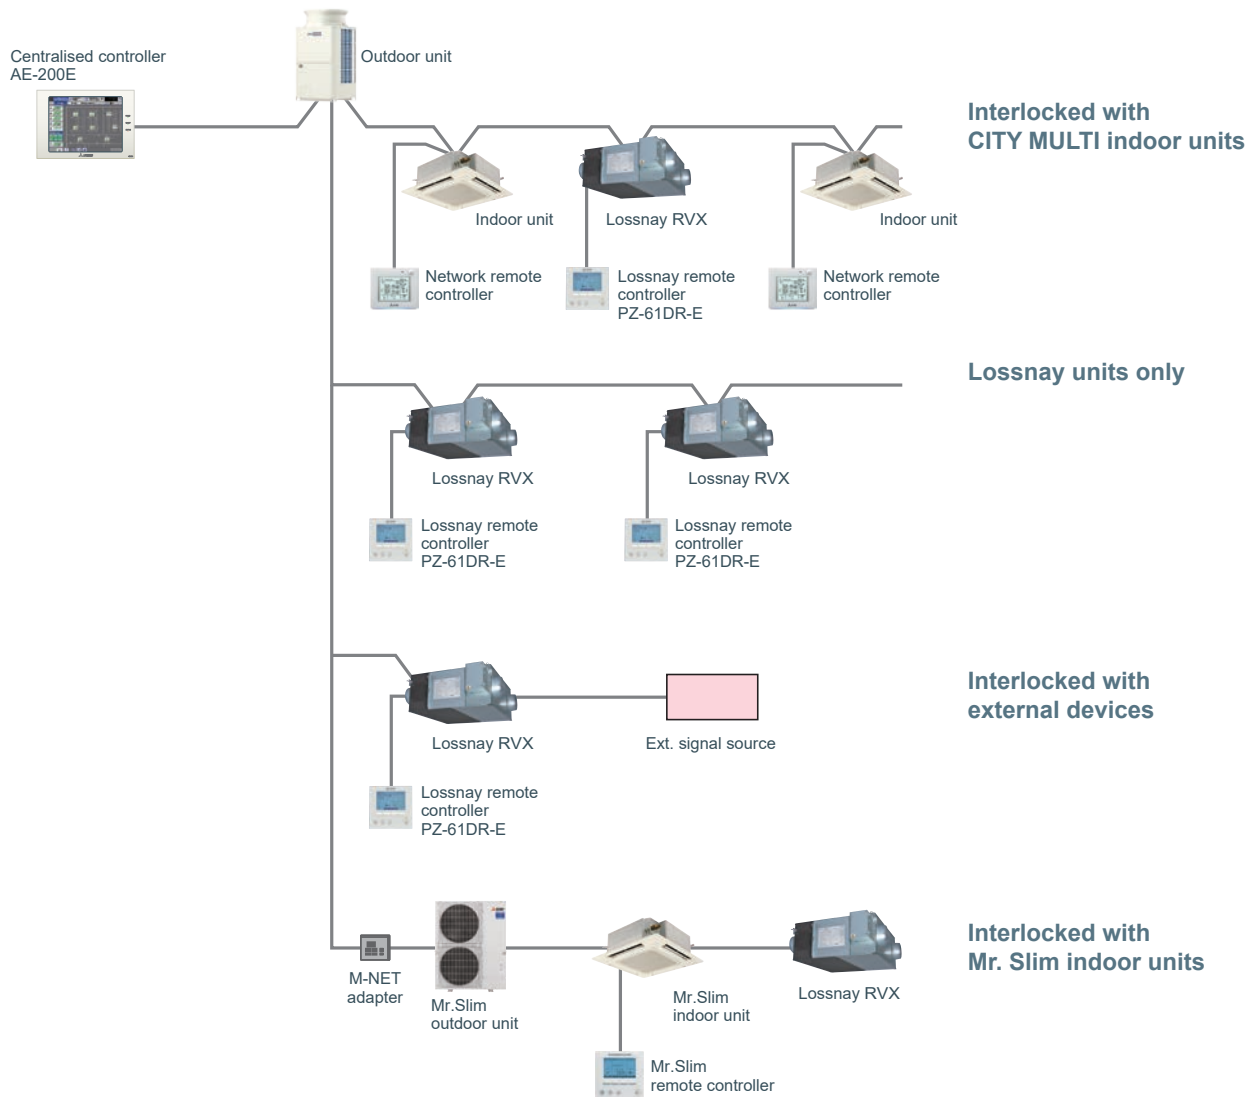 Centralised controller
AE-200E
Outdoor unit
Interlocked with
CITY MULTI indoor units
Indoor unit
Lossnay RVX
Indoor unit
Network remote
controller
Lossnay remote
controller
PZ-61DR-E
Network remote
controller
Lossnay units only
Lossnay RVX
Lossnay RVX
Lossnay remote
controller
PZ-61DR-E
Lossnay remote
controller
PZ-61DR-E
Interlocked with
external devices
Lossnay RVX
Ext. signal source
Lossnay remote
controller
PZ-61DR-E
Interlocked with
Mr. Slim indoor units
M-NET
adapter
Mr.Slim
outdoor unit
Mr.Slim
indoor unit
Lossnay RVX
Mr.Slim
remote controller